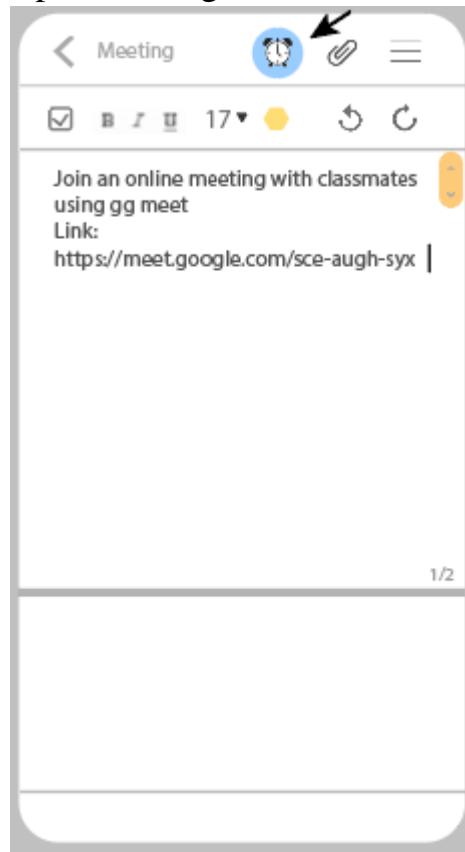 Meeting
B I U 17
Join an online meeting with classmates
using gg meet
Link:
https://meet.google.com/sce-augh-syx
1/2